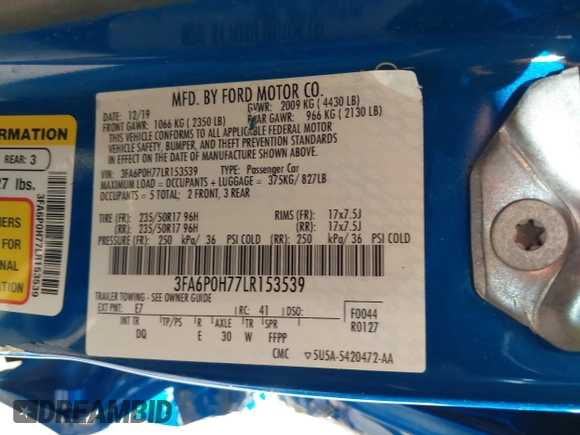 MFD. BY FORD MOTOR CO.
12/19 GVWR: 2009 KG ( 4430 LB)
FRONT GAWR: 1066 KG ( 2350 LB) REAR GAWR: 966 KG ( 2130 LB)
THIS VEHICLE CONFORMS TO ALL APPLICABLE FEDERAL MOTOR
VEHICLE SAFETY, BUMPER, AND THEFT PREVENTION STANDARDS
IN EFFECT ON THE DATE OF MANUFACTURE SHOWN ABOVE.
VIN: 3FA6P0H77LR153539 TYPE: Passenger Car
MAXIMUM LOAD = OCCUPANTS + LUGGAGE = 375KG/ 827LB
OCCUPANTS = 5 TOTAL: 2 FRONT, 3 REAR
TIRE (FR): 235/50R17 96H RIMS (FR): 17x7.5J
(RR): 235/50R17 96H (RR): 17x7.5J
PRESSURE (FR): 250 kPa/ 36 PSI COLD (RR): 250 kPa/ 36 PSI COLD
3FA6P0H77LR153539
TRAILER TOWING - SEE OWNER GUIDE
EXT PNT: E7 RC: 41 DSO: F0044
INT TR TP/PS R AXLE TR SPR R0127
DQ E 30 W FFPP
CMC 5U5A-5420472-AA
ORMATION
REAR: 3
27 lbs.
3FA6P0H77LR153539
NERS
FOR
NAL
ION
DREAMBID